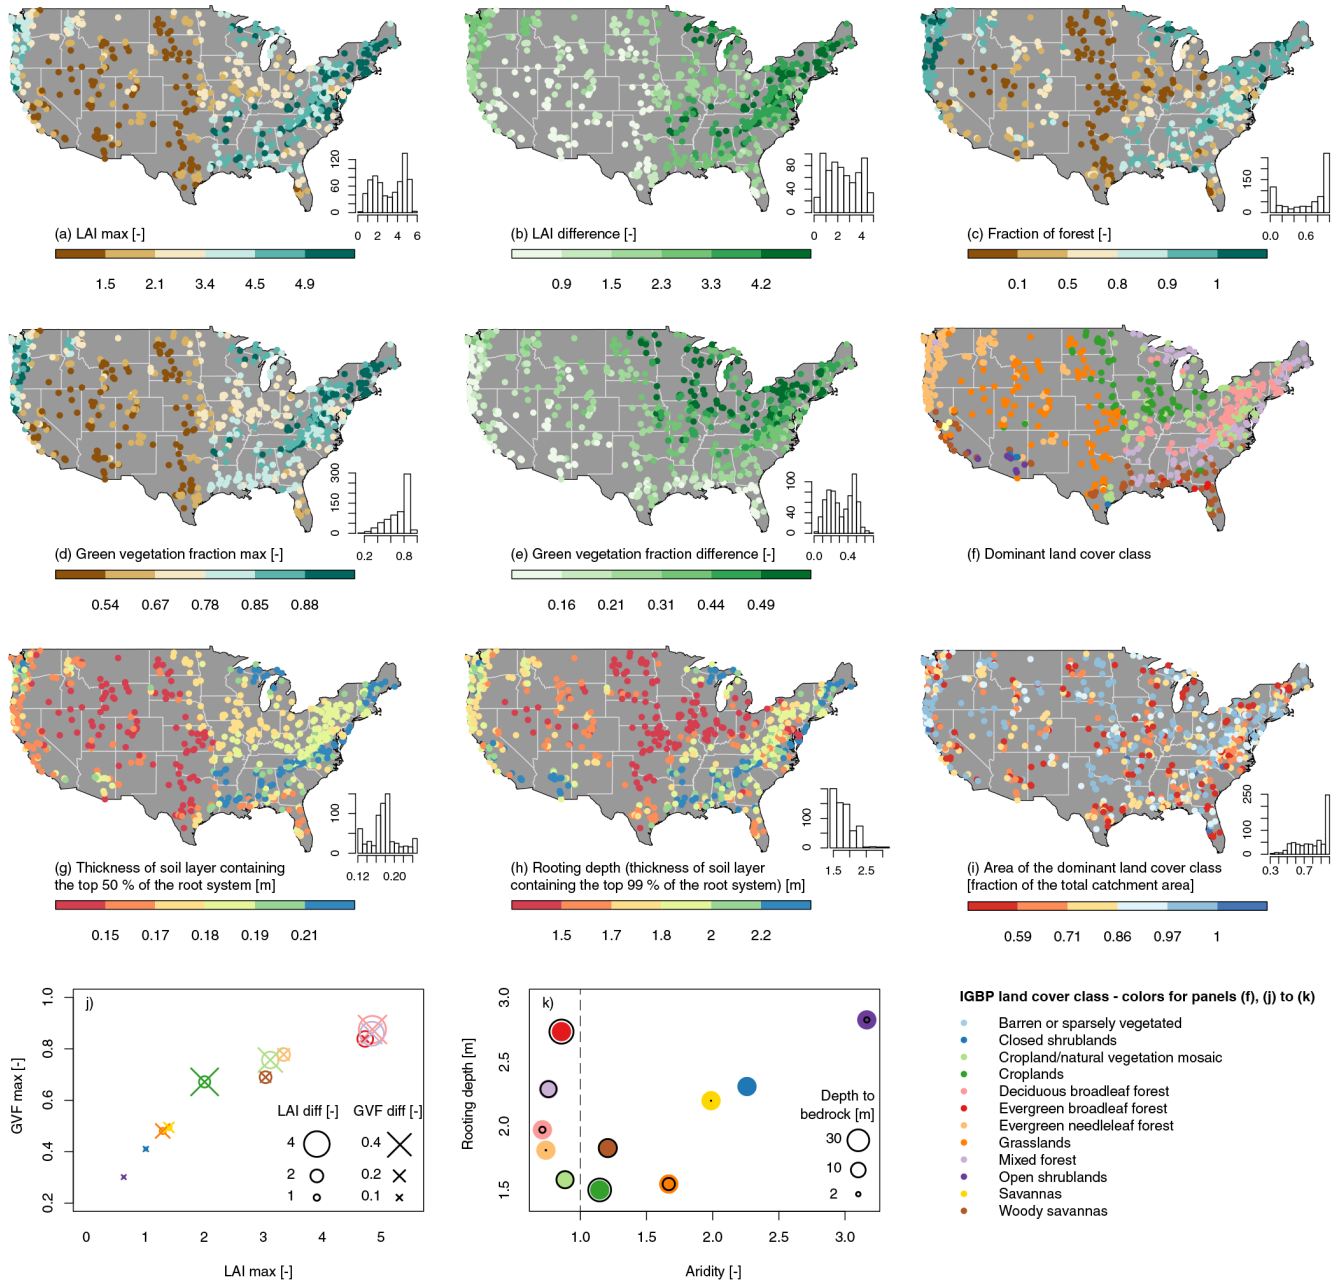 120
60
0
0 2 4 6
(a) LAI max [-]
1.5 2.1 3.4 4.5 4.9
80
40
0
0 2 4
(b) LAI difference [-]
0.9 1.5 2.3 3.3 4.2
150
0
0.0 0.6
(c) Fraction of forest [-]
0.1 0.5 0.8 0.9 1
300
150
0
0.2 0.8
(d) Green vegetation fraction max [-]
0.54 0.67 0.78 0.85 0.88
100
40
0
0.0 0.4
(e) Green vegetation fraction difference [-]
0.16 0.21 0.31 0.44 0.49
(f) Dominant land cover class
100
0
0.12 0.20
(g) Thickness of soil layer containing
the top 50 % of the root system [m]
0.15 0.17 0.18 0.19 0.21
100
0
1.5 2.5
(h) Rooting depth (thickness of soil layer
containing the top 99 % of the root system) [m]
1.5 1.7 1.8 2 2.2
250
100
0
0.3 0.7
(i) Area of the dominant land cover class
[fraction of the total catchment area]
0.59 0.71 0.86 0.97 1
j)
GVF max [-]
1.0
0.8
0.6
0.4
0.2
LAI diff [-] GVF diff [-]
4 0.4
2 0.2
1 0.1
0 1 2 3 4 5
LAI max [-]
k)
Rooting depth [m]
3.0
2.5
2.0
1.5
Depth to
bedrock [m]
30
10
2
1.0 1.5 2.0 2.5 3.0
Aridity [-]
IGBP land cover class - colors for panels (f), (j) to (k)
Barren or sparsely vegetated
Closed shrublands
Cropland/natural vegetation mosaic
Croplands
Deciduous broadleaf forest
Evergreen broadleaf forest
Evergreen needleleaf forest
Grasslands
Mixed forest
Open shrublands
Savannas
Woody savannas